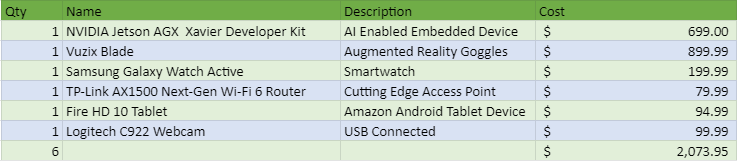 Qty Name Description Cost
1 NVIDIA Jetson AGX  Xavier Developer Kit AI Enabled Embedded Device $ 699.00
1 Vuzix Blade Augmented Reality Goggles $ 899.99
1 Samsung Galaxy Watch Active Smartwatch $ 199.99
1 TP-Link AX1500 Next-Gen Wi-Fi 6 Router Cutting Edge Access Point $ 79.99
1 Fire HD 10 Tablet Amazon Android Tablet Device $ 94.99
1 Logitech C922 Webcam USB Connected $ 99.99
6 $ 2,073.95